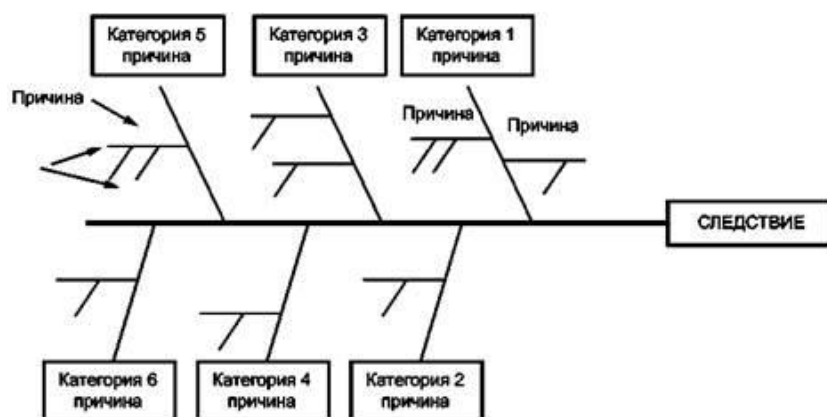 Категория 5
причина
Категория 3
причина
Категория 1
причина
Причина
Причина
Причина
СЛЕДСТВИЕ
Категория 6
причина
Категория 4
причина
Категория 2
причина